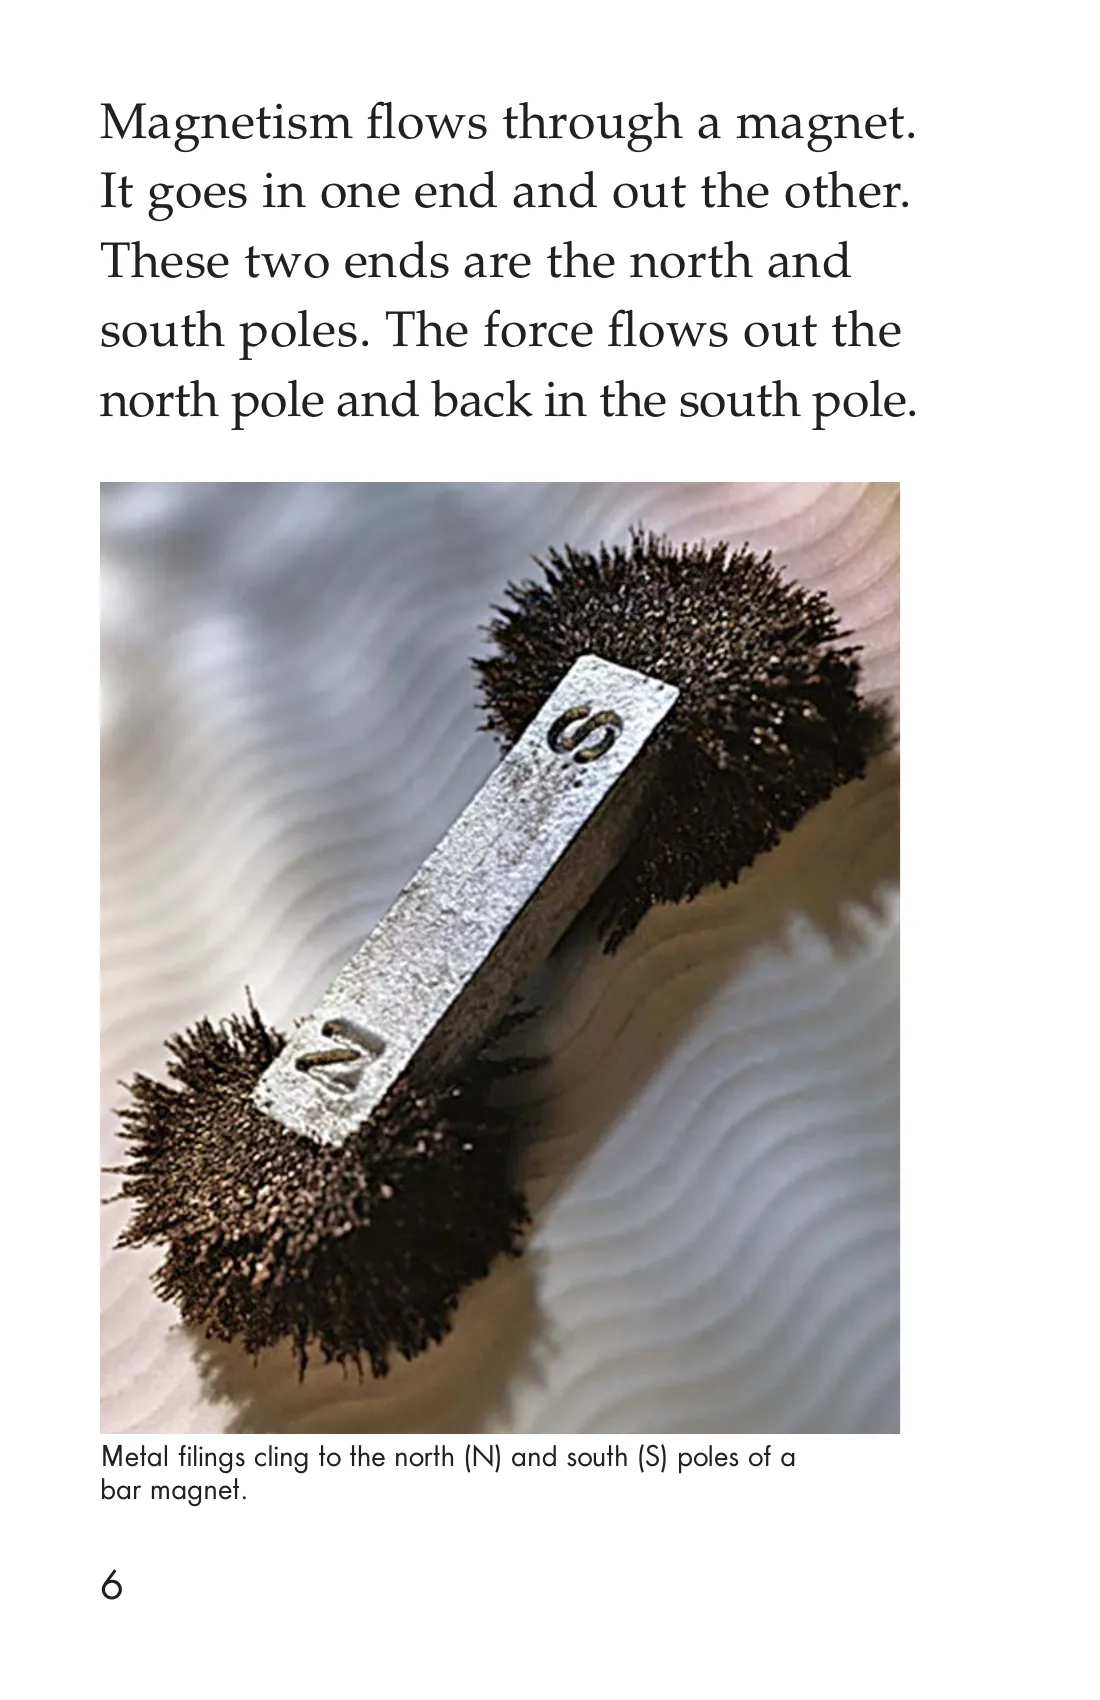 Magnetism flows through a magnet.
It goes in one end and out the other.
These two ends are the north and
south poles. The force flows out the
north pole and back in the south pole.
S
N
Metal filings cling to the north (N) and south (S) poles of a
bar magnet.
6